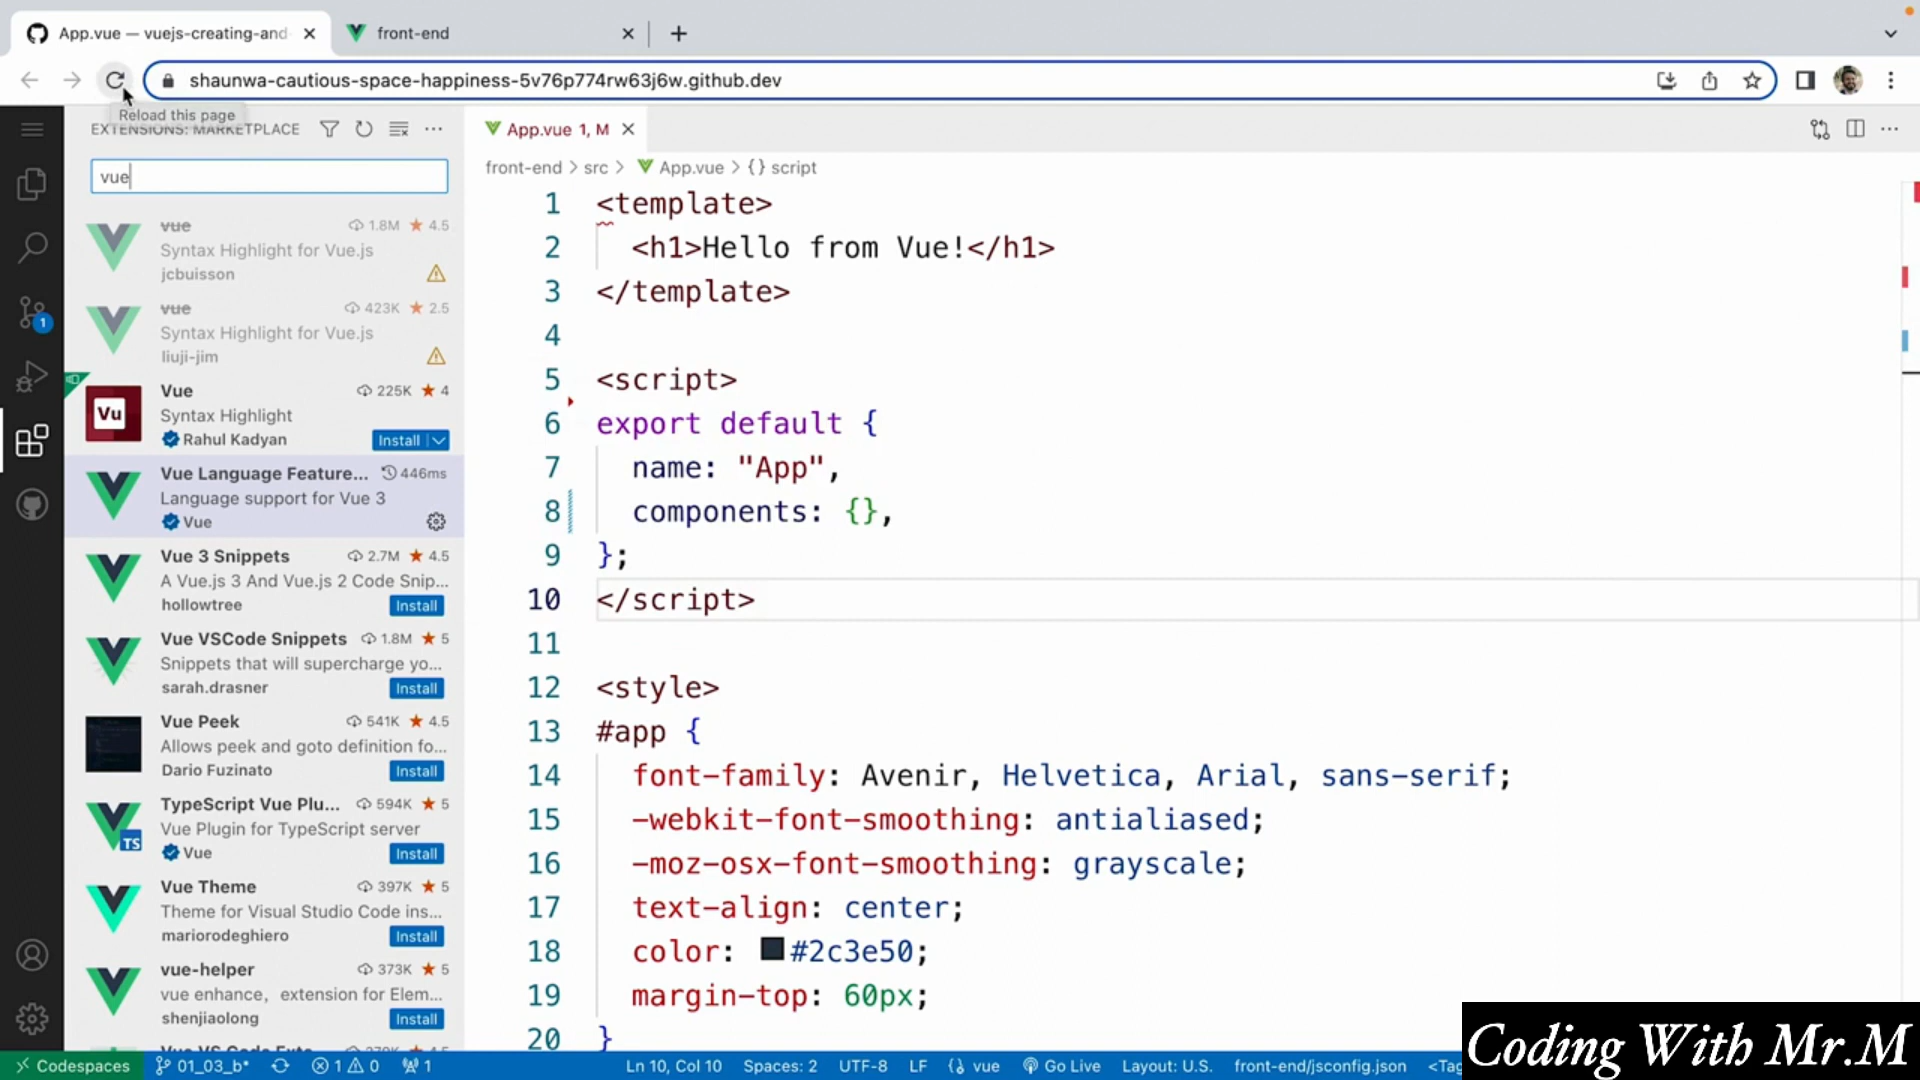 App.vue — vuejs-creating-and-
front-end
shaunwa-cautious-space-happiness-5v76p774rw63j6w.github.dev
Reload this page
EXTENSIONS: MARKETPLACE
vue
vue 1.8M ★ 4.5
Syntax Highlight for Vue.js
jcbuisson
vue 423K ★ 2.5
Syntax Highlight for Vue.js
liuji-jim
Vue 225K ★ 4
Vu
Syntax Highlight
Rahul Kadyan Install
Vue Language Feature... 446ms
Language support for Vue 3
Vue
Vue 3 Snippets 2.7M ★ 4.5
A Vue.js 3 And Vue.js 2 Code Snip...
hollowtree Install
Vue VSCode Snippets 1.8M ★ 5
Snippets that will supercharge yo...
sarah.drasner Install
Vue Peek 541K ★ 4.5
Allows peek and goto definition fo...
Dario Fuzinato Install
TypeScript Vue Plu... 594K ★ 5
Vue Plugin for TypeScript server
TS
Vue Install
Vue Theme 397K ★ 5
Theme for Visual Studio Code ins...
mariorodeghiero Install
vue-helper 373K ★ 5
vue enhance，extension for Elem...
shenjiaolong Install
App.vue 1, M
front-end > src > App.vue > {} script
1 <template>
2 <h1>Hello from Vue!</h1>
3 </template>
4
5 <script>
6 export default {
7 name: "App",
8 components: {},
9 };
10 </script>
11
12 <style>
13 #app {
14 font-family: Avenir, Helvetica, Arial, sans-serif;
15 -webkit-font-smoothing: antialiased;
16 -moz-osx-font-smoothing: grayscale;
17 text-align: center;
18 color: #2c3e50;
19 margin-top: 60px;
20 }
Codespaces 01_03_b* 1 0 1 Ln 10, Col 10 Spaces: 2 UTF-8 LF vue Go Live Layout: U.S. front-end/jsconfig.json <Tag
1
Coding With Mr.M